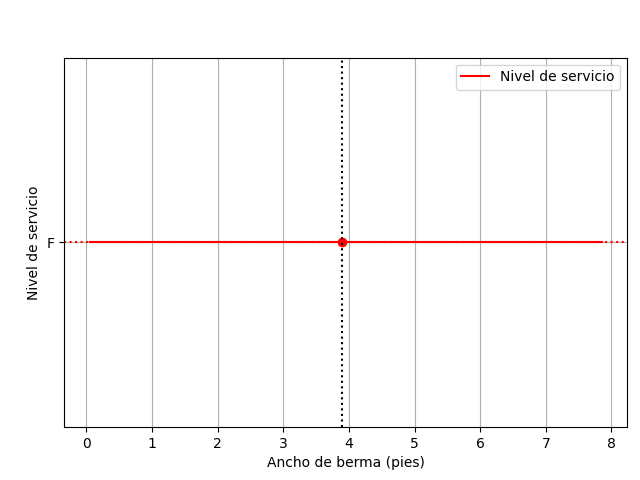 Nivel de servicio
Nivel de servicio
F
0 1 2 3 4 5 6 7 8
Ancho de berma (pies)